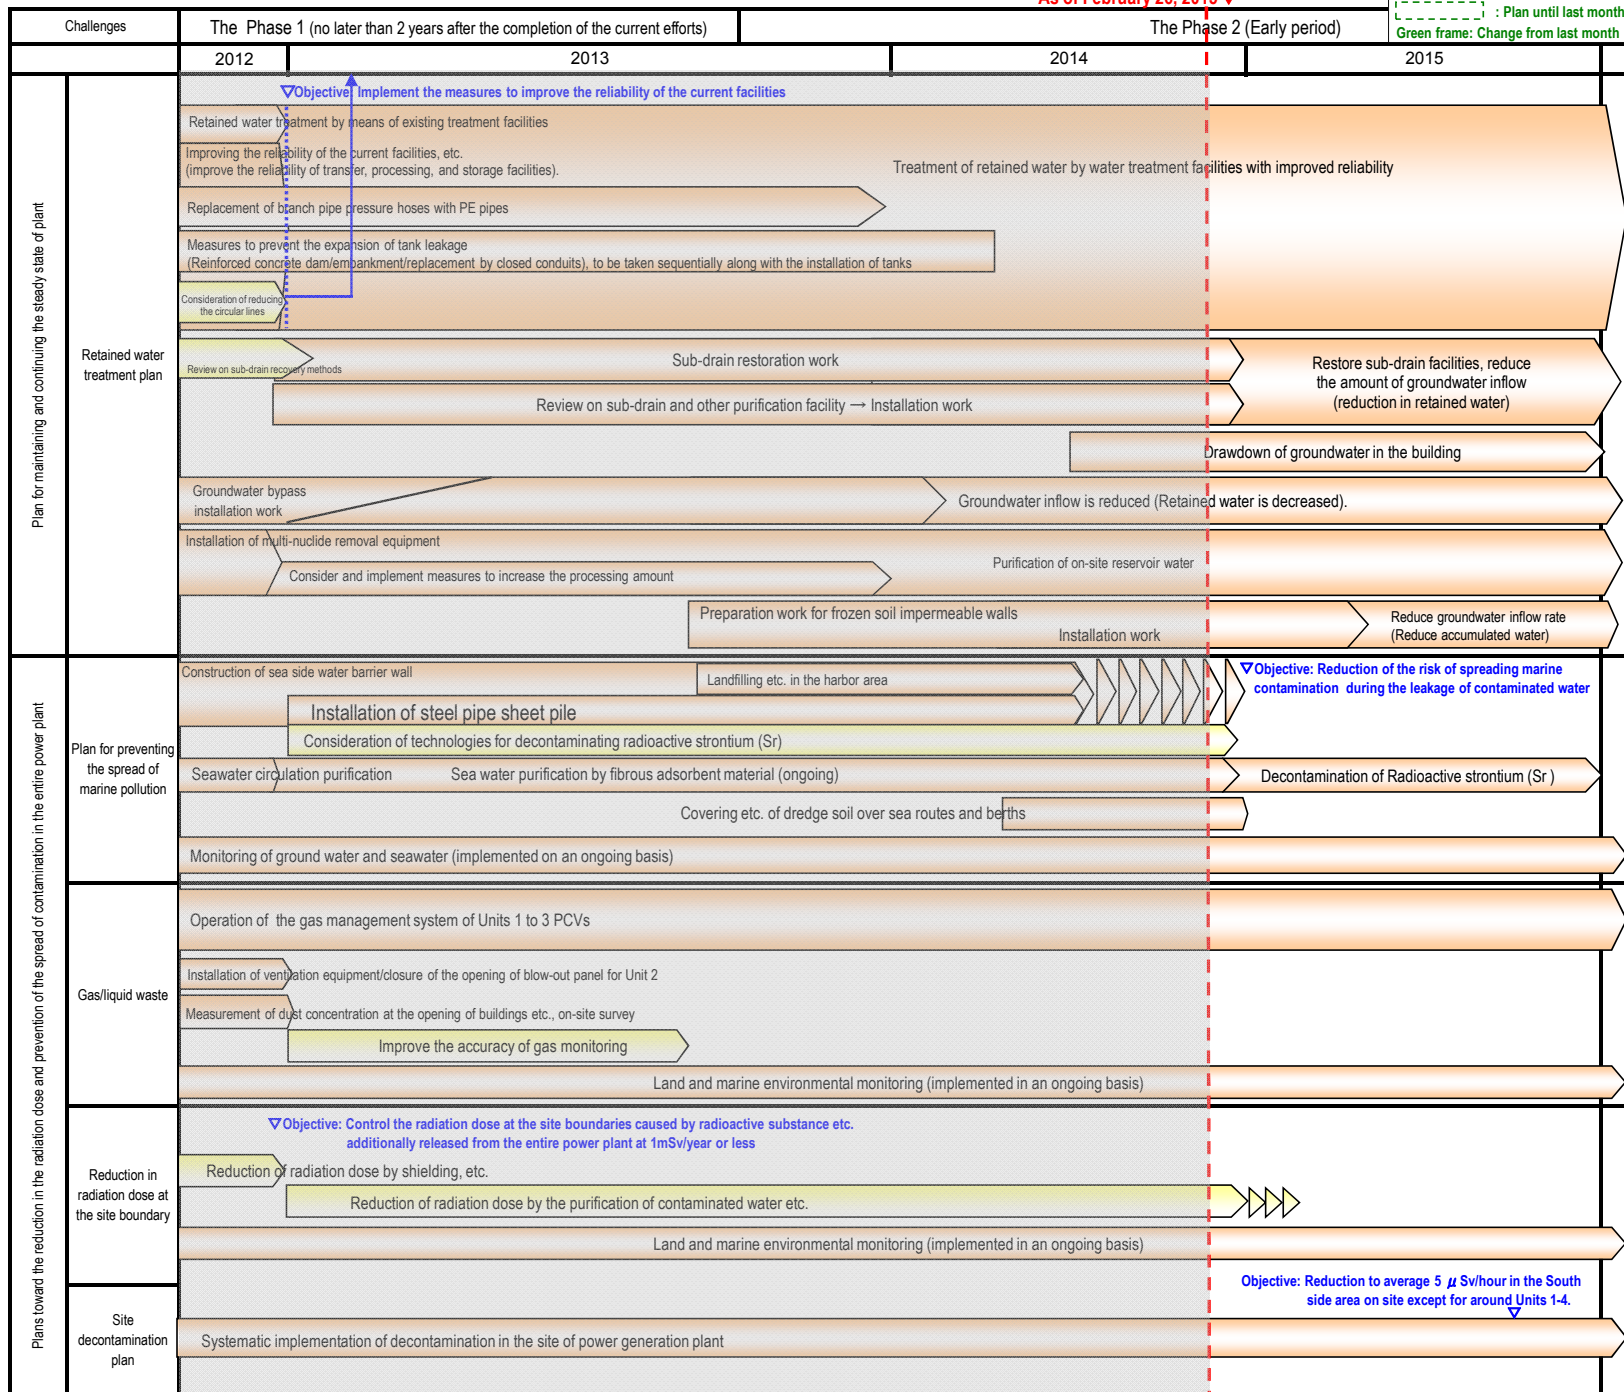 As of February 26, 2015
: Plan until last month
Green frame: Change from last month
Challenges
The Phase 1 (no later than 2 years after the completion of the current efforts)
The Phase 2 (Early period)
2012
2013
2014
2015
Plan for maintaining and continuing the steady state of plant
Retained water
treatment plan
Objective: Implement the measures to improve the reliability of the current facilities
Retained water treatment by means of existing treatment facilities
Improving the reliability of the current facilities, etc.
(improve the reliability of transfer, processing, and storage facilities).
Treatment of retained water by water treatment facilities with improved reliability
Replacement of branch pipe pressure hoses with PE pipes
Measures to prevent the expansion of tank leakage
(Reinforced concrete dam/embankment/replacement by closed conduits), to be taken sequentially along with the installation of tanks
Consideration of reducing
the circular lines
Review on sub-drain recovery methods
Sub-drain restoration work
Restore sub-drain facilities, reduce
the amount of groundwater inflow
(reduction in retained water)
Review on sub-drain and other purification facility → Installation work
Drawdown of groundwater in the building
Groundwater bypass
installation work
Groundwater inflow is reduced (Retained water is decreased).
Installation of multi-nuclide removal equipment
Purification of on-site reservoir water
Consider and implement measures to increase the processing amount
Preparation work for frozen soil impermeable walls
Installation work
Reduce groundwater inflow rate
(Reduce accumulated water)
Plans toward the reduction in the radiation dose and prevention of the spread of contamination in the entire power plant
Plan for preventing
the spread of
marine pollution
Construction of sea side water barrier wall
Landfilling etc. in the harbor area
Objective: Reduction of the risk of spreading marine
contamination during the leakage of contaminated water
Installation of steel pipe sheet pile
Consideration of technologies for decontaminating radioactive strontium (Sr)
Seawater circulation purification
Sea water purification by fibrous adsorbent material (ongoing)
Decontamination of Radioactive strontium (Sr )
Covering etc. of dredge soil over sea routes and berths
Monitoring of ground water and seawater (implemented on an ongoing basis)
Gas/liquid waste
Operation of the gas management system of Units 1 to 3 PCVs
Installation of ventilation equipment/closure of the opening of blow-out panel for Unit 2
Measurement of dust concentration at the opening of buildings etc., on-site survey
Improve the accuracy of gas monitoring
Land and marine environmental monitoring (implemented in an ongoing basis)
Reduction in
radiation dose at
the site boundary
Objective: Control the radiation dose at the site boundaries caused by radioactive substance etc.
additionally released from the entire power plant at 1mSv/year or less
Reduction of radiation dose by shielding, etc.
Reduction of radiation dose by the purification of contaminated water etc.
Land and marine environmental monitoring (implemented in an ongoing basis)
Site
decontamination
plan
Objective: Reduction to average 5 μ Sv/hour in the South
side area on site except for around Units 1-4.
Systematic implementation of decontamination in the site of power generation plant